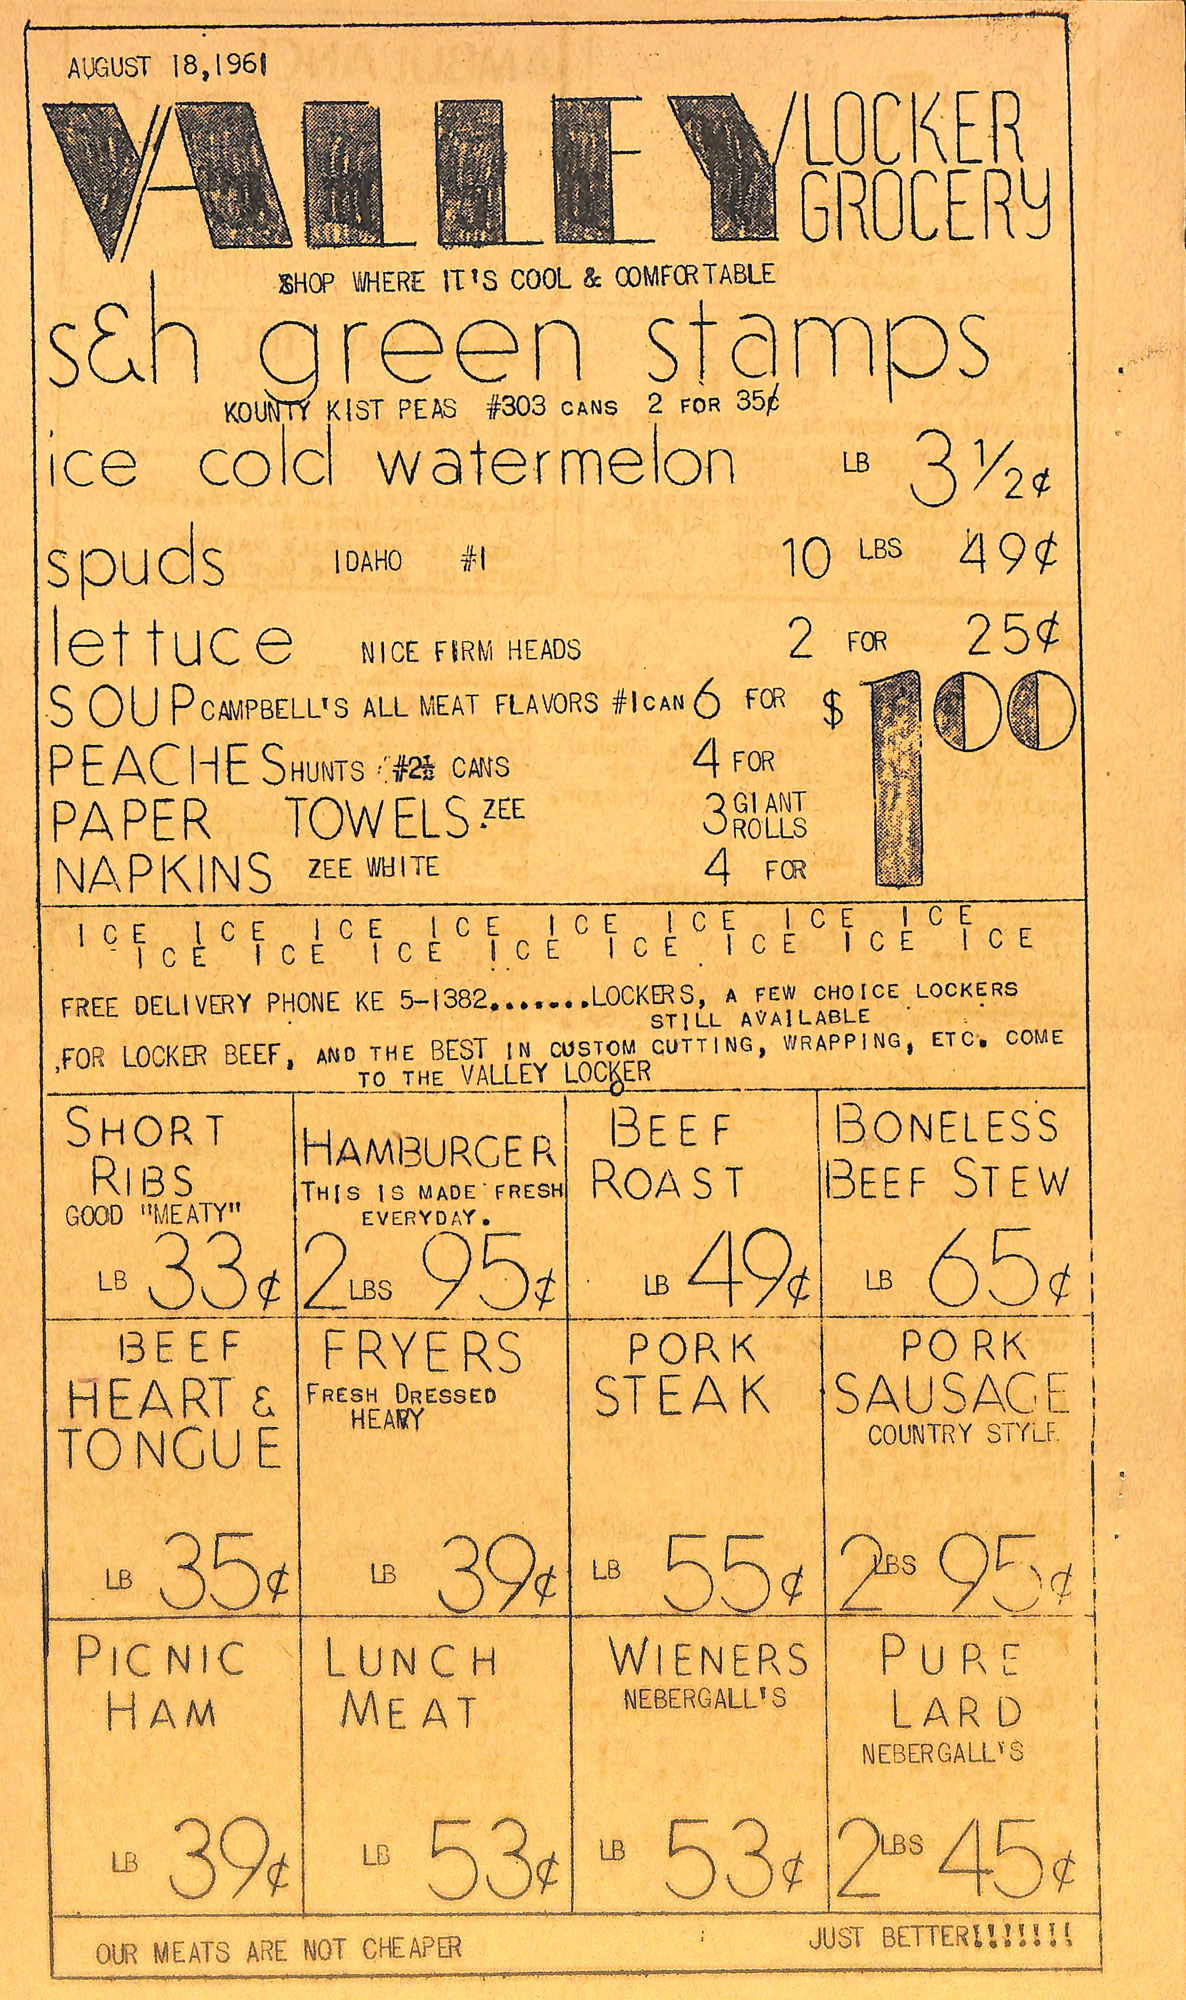 AUGUST 18, 1961
VALLEY LOCKER GROCERY
SHOP WHERE IT'S COOL & COMFORTABLE
s&h green stamps
KOUNTY KIST PEAS #303 CANS 2 FOR 35¢
ice cold watermelon LB 3 1/2¢
spuds IDAHO #1 10 LBS 49¢
lettuce NICE FIRM HEADS 2 FOR 25¢
SOUP CAMPBELL'S ALL MEAT FLAVORS #1 CAN 6 FOR $1.00
PEACHES HUNTS #2½ CANS 4 FOR
PAPER TOWELS ZEE 3 GIANT ROLLS
NAPKINS ZEE WHITE 4 FOR
ICE ICE ICE ICE ICE ICE ICE ICE
ICE ICE ICE ICE ICE ICE ICE ICE
FREE DELIVERY PHONE KE 5-1382.......LOCKERS, A FEW CHOICE LOCKERS
STILL AVAILABLE
FOR LOCKER BEEF, AND THE BEST IN CUSTOM CUTTING, WRAPPING, ETC. COME
TO THE VALLEY LOCKER
SHORT
RIBS
GOOD "MEATY"
LB 33¢
HAMBURGER
THIS IS MADE FRESH
EVERYDAY.
2 LBS 95¢
BEEF
ROAST
LB 49¢
BONELESS
BEEF STEW
LB 65¢
BEEF
HEART &
TONGUE
LB 35¢
FRYERS
FRESH DRESSED
HEAVY
LB 39¢
PORK
STEAK
LB 55¢
PORK
SAUSAGE
COUNTRY STYLE
2 LBS 95¢
PICNIC
HAM
LB 39¢
LUNCH
MEAT
LB 53¢
WIENERS
NEBERGALL'S
LB 53¢
PURE
LARD
NEBERGALL'S
2 LBS 45¢
OUR MEATS ARE NOT CHEAPER JUST BETTER!!!!!!!